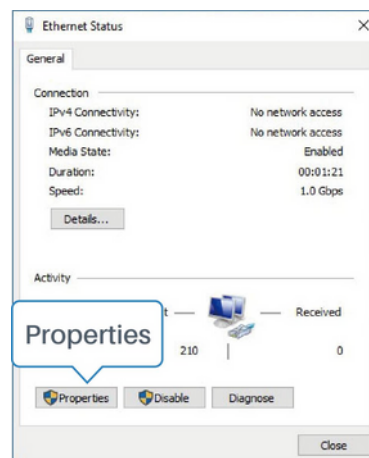 Ethernet Status
General
Connection
IPv4 Connectivity: No network access
IPv6 Connectivity: No network access
Media State: Enabled
Duration: 00:01:21
Speed: 1.0 Gbps
Details...
Activity
Received
Properties
210 0
Properties Disable Diagnose
Close